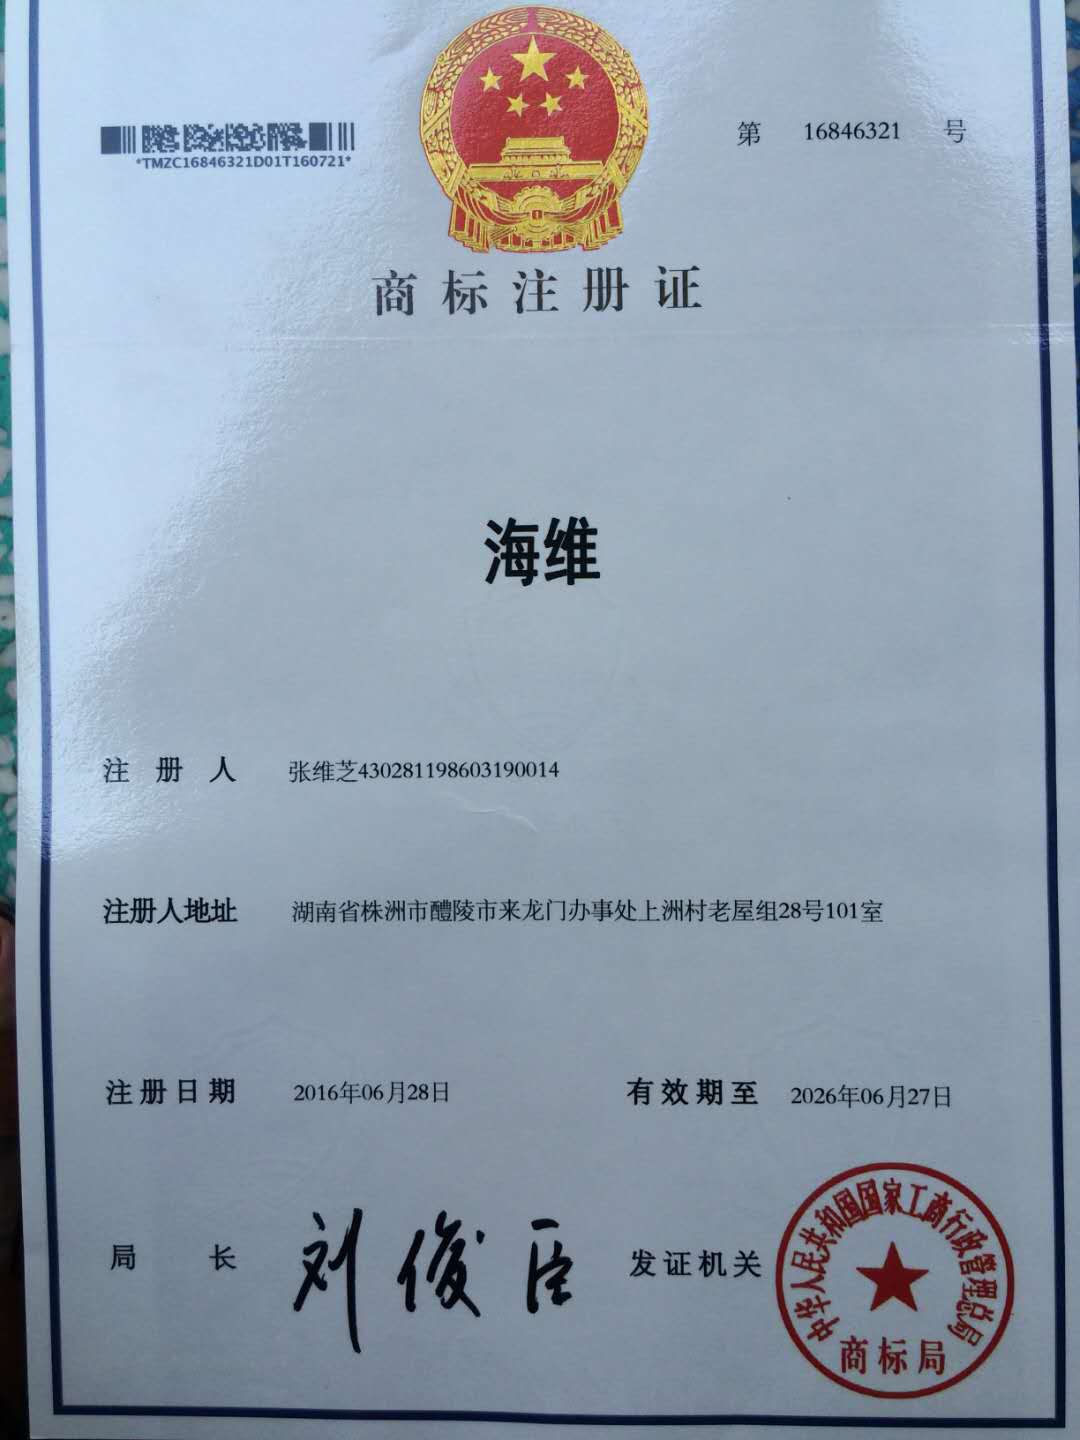 第 16846321 号
*TMZC16846321D01T160721*
商标注册证
海维
注册人 张维芝430281198603190014
注册人地址 湖南省株洲市醴陵市来龙门办事处上洲村老屋组28号101室
注册日期 2016年06月28日 有效期至 2026年06月27日
局长 刘俊臣 发证机关
中华人民共和国国家工商行政管理总局
商标局